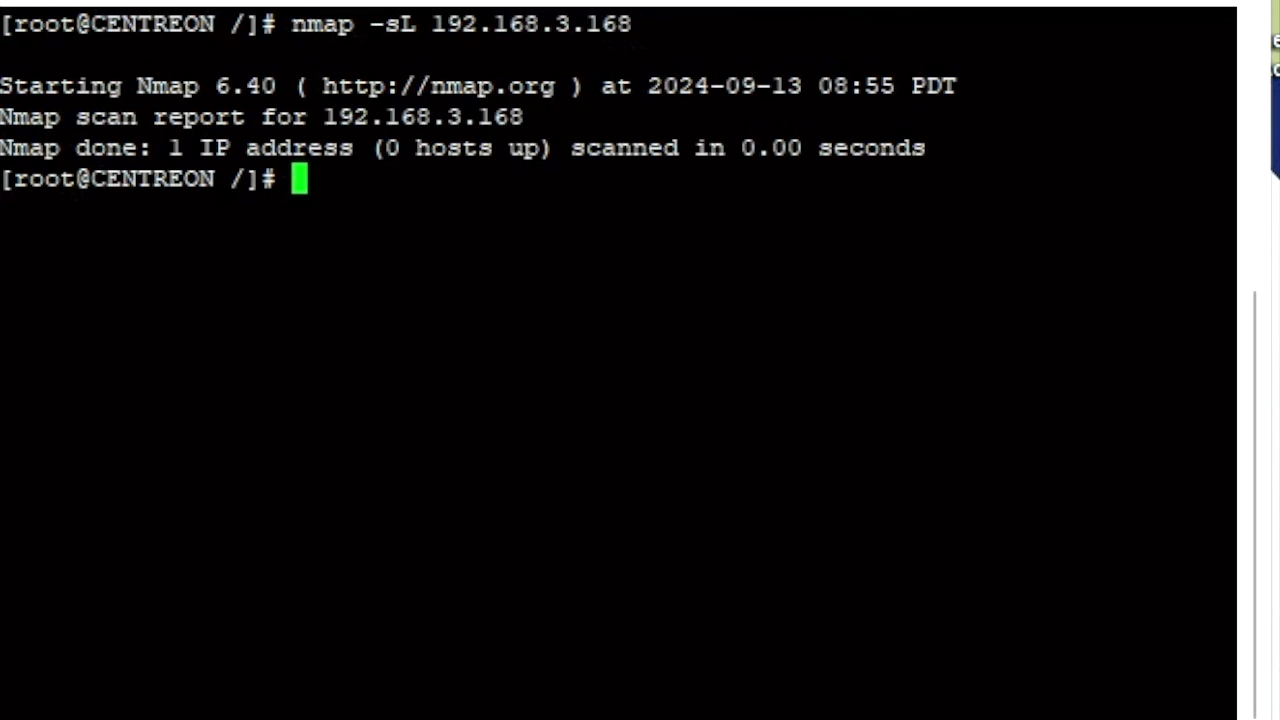 [root@CENTREON /]# nmap -sL 192.168.3.168
Starting Nmap 6.40 ( http://nmap.org ) at 2024-09-13 08:55 PDT
Nmap scan report for 192.168.3.168
Nmap done: 1 IP address (0 hosts up) scanned in 0.00 seconds
[root@CENTREON /]#